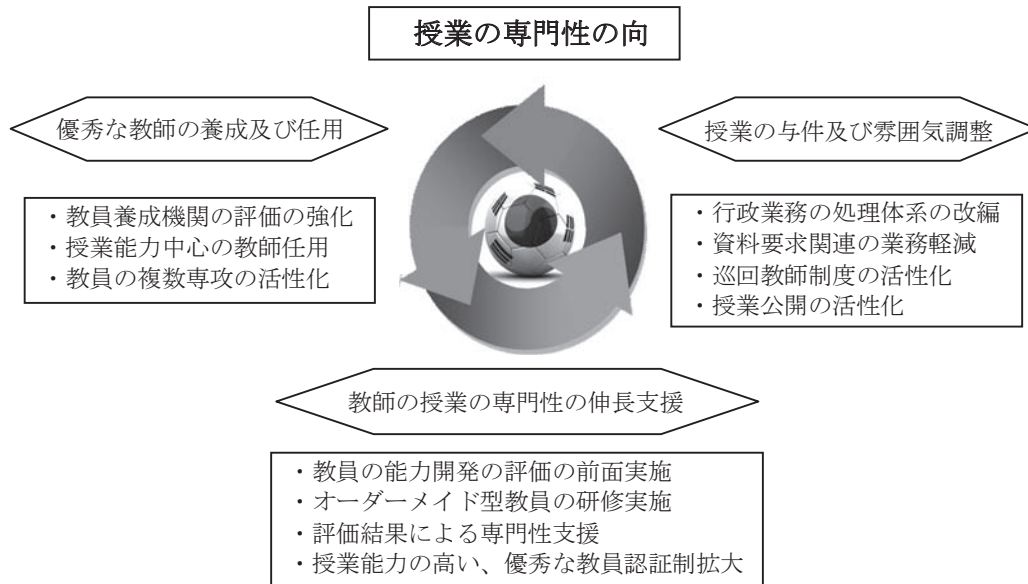 授業の専門性の向
優秀な教師の養成及び任用
・教員養成機関の評価の強化
・授業能力中心の教師任用
・教員の複数専攻の活性化
授業の与件及び雰囲気調整
・行政業務の処理体系の改編
・資料要求関連の業務軽減
・巡回教師制度の活性化
・授業公開の活性化
教師の授業の専門性の伸長支援
・教員の能力開発の評価の前面実施
・オーダーメイド型教員の研修実施
・評価結果による専門性支援
・授業能力の高い、優秀な教員認証制拡大